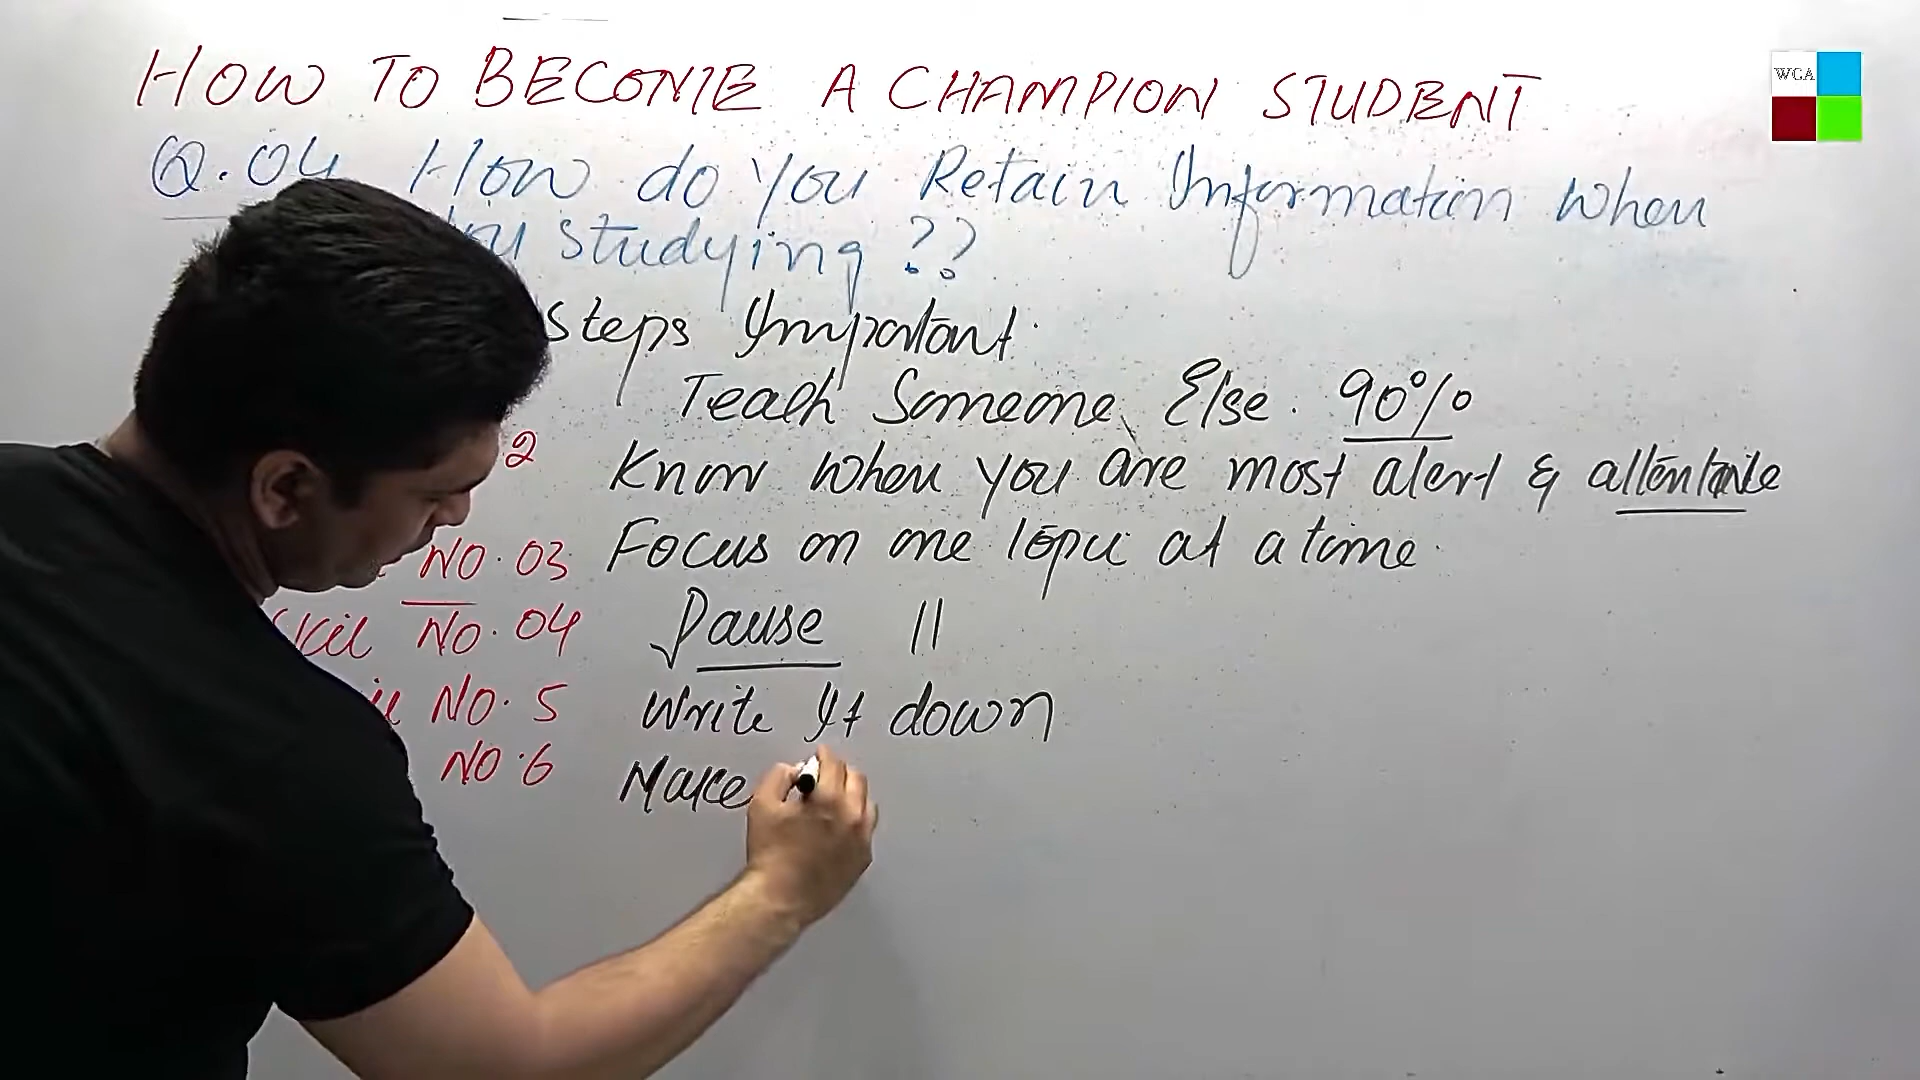 HOW TO BECOME A CHAMPION STUDENT
WCA
Q.04 How do you Retain Information when
studying ??
Steps Important
Teach Someone Else. 90%
2 Know when you are most alert & attentative
NO.03 Focus on one topic at a time
Skill NO.04 Pause ||
NO.5 Write It down
NO.6 Make